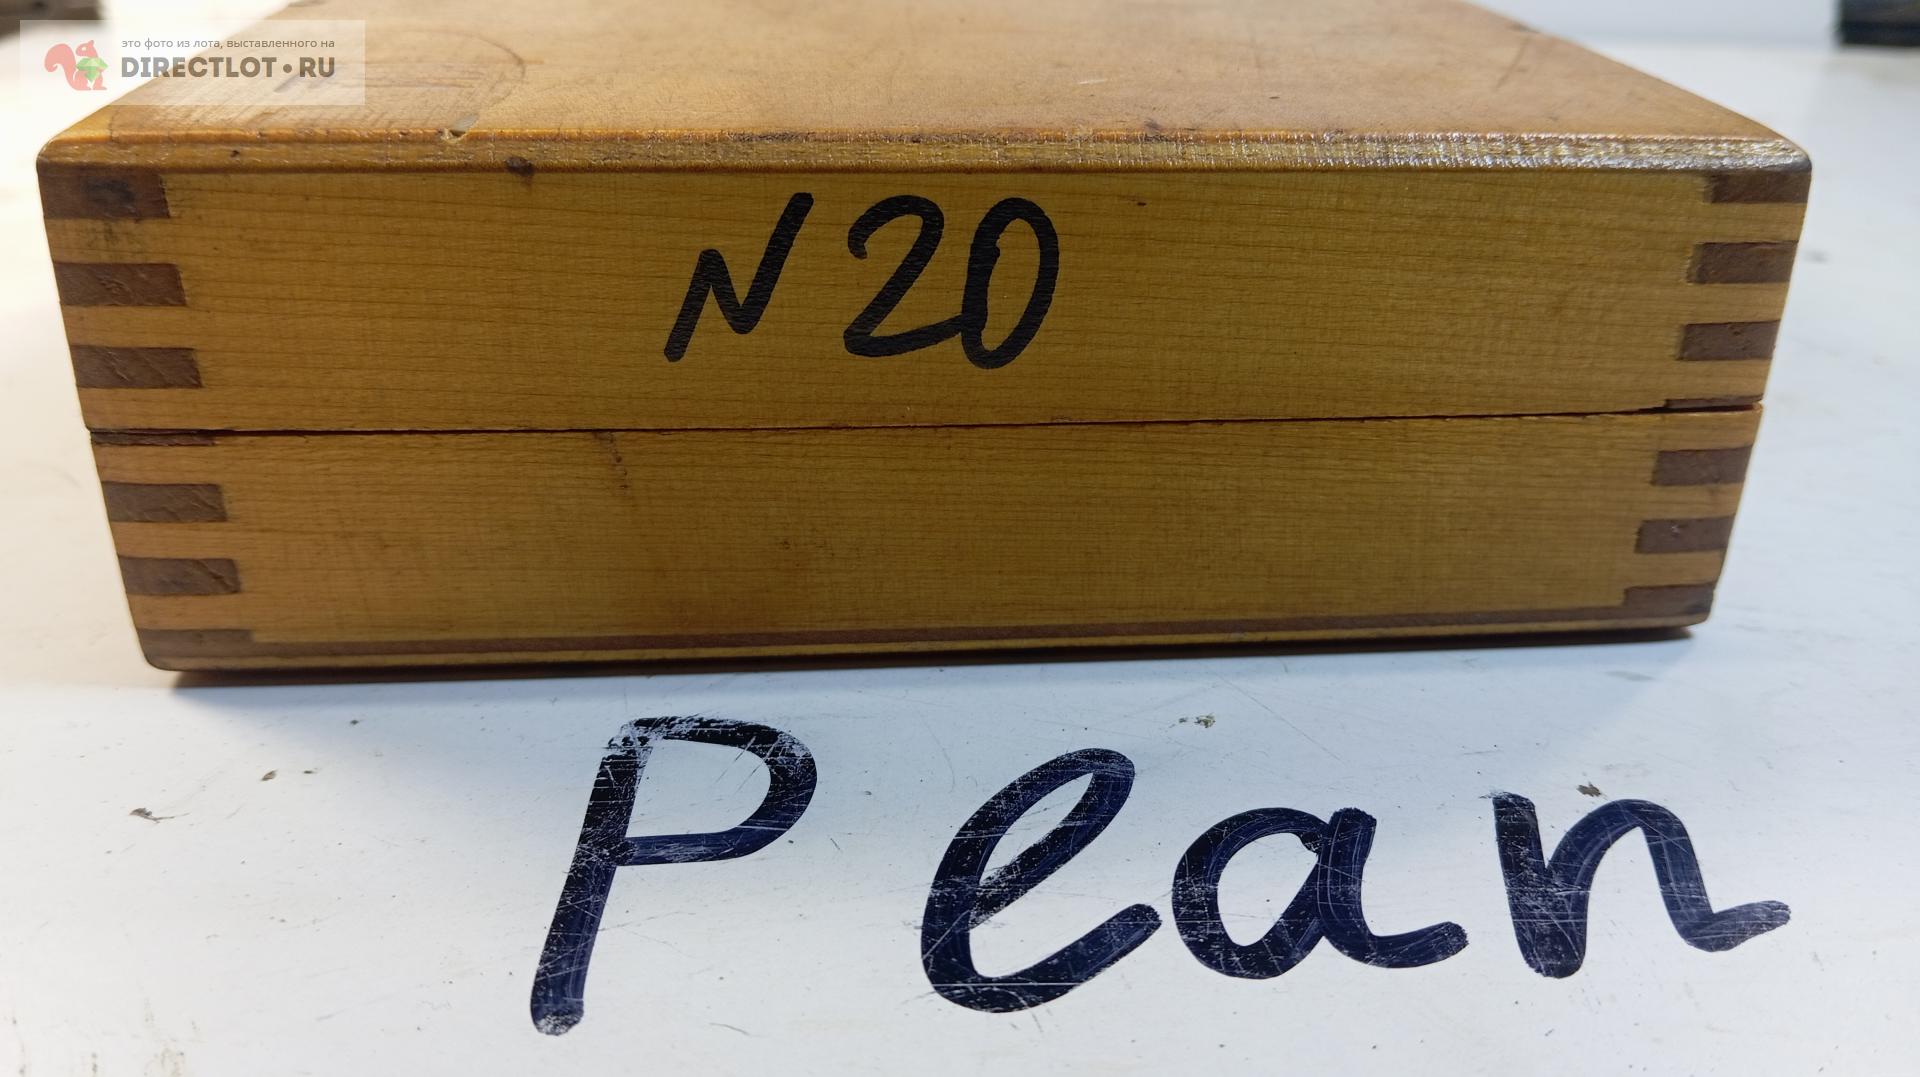 это фото из лота, выставленного на
DIRECTLOT•RU
N20
Pean